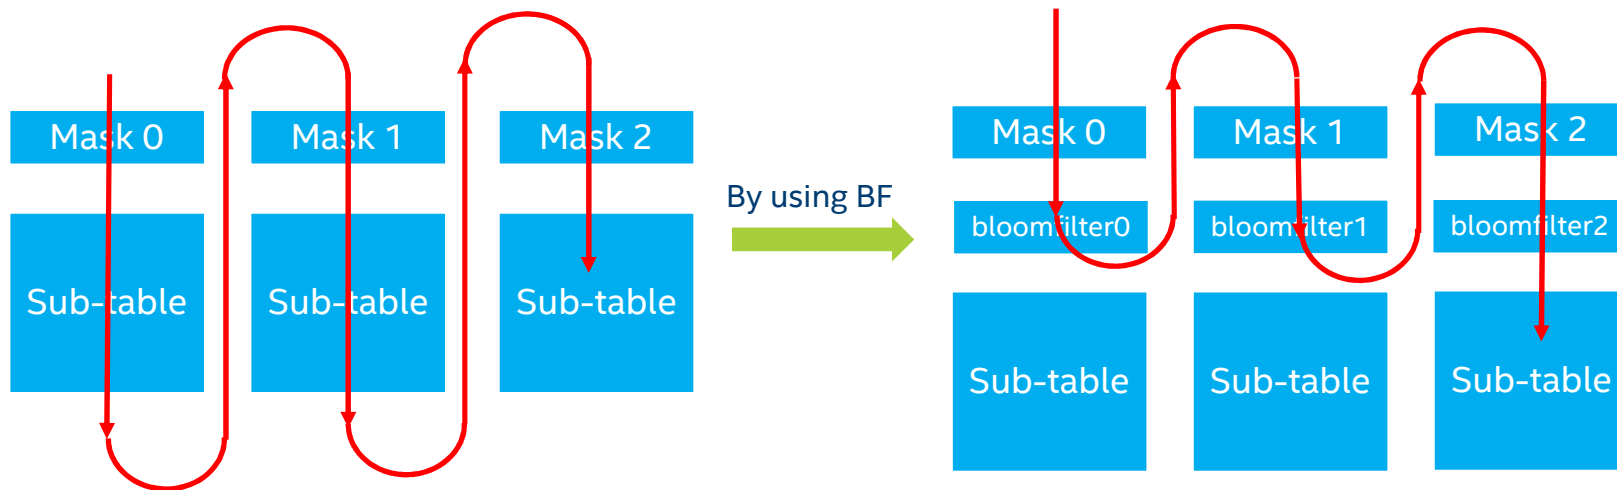 Mask 0
Mask 1
Mask 2
Sub-table
Sub-table
Sub-table
By using BF
Mask 0
Mask 1
Mask 2
bloomfilter0
bloomfilter1
bloomfilter2
Sub-table
Sub-table
Sub-table